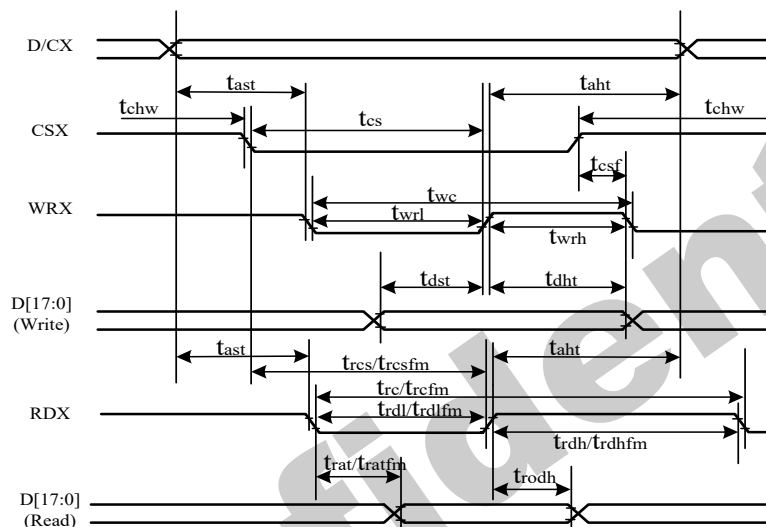 D/CX
tast
taht
tchw
tchw
CSX
tcs
tcsf
WRX
twc
twrl
twrh
tdst
tdht
D[17:0]
(Write)
tast
taht
trcs/trcsfm
trc/trcfm
RDX
trdl/trdlfm
trdh/trdhfm
trat/tratfm
trodh
D[17:0]
(Read)
fident